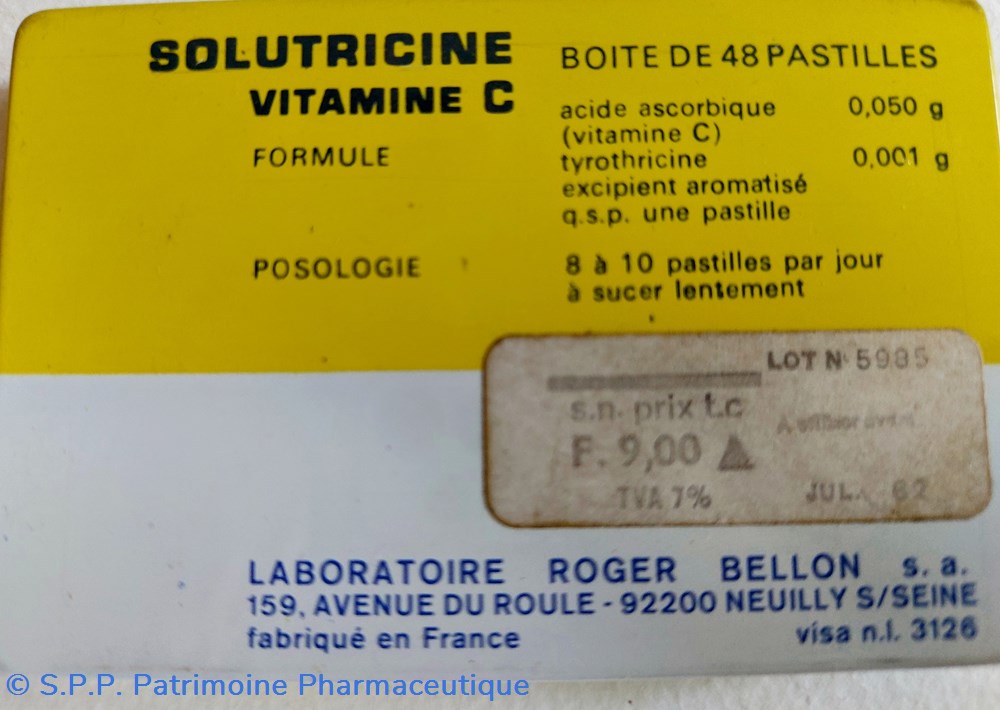 SOLUTRICINE
VITAMINE C
BOITE DE 48 PASTILLES
FORMULE
acide ascorbique 0,050 g
(vitamine C)
tyrothricine 0,001 g
excipient aromatisé
q.s.p. une pastille
POSOLOGIE
8 à 10 pastilles par jour
à sucer lentement
LOT N° 5985
s.n. prix t.c
F. 9,00
TVA 7%
A utiliser avant
JUL. 82
LABORATOIRE ROGER BELLON s. a.
159, AVENUE DU ROULE - 92200 NEUILLY S/SEINE
fabriqué en France
visa n.l. 3126
© S.P.P. Patrimoine Pharmaceutique